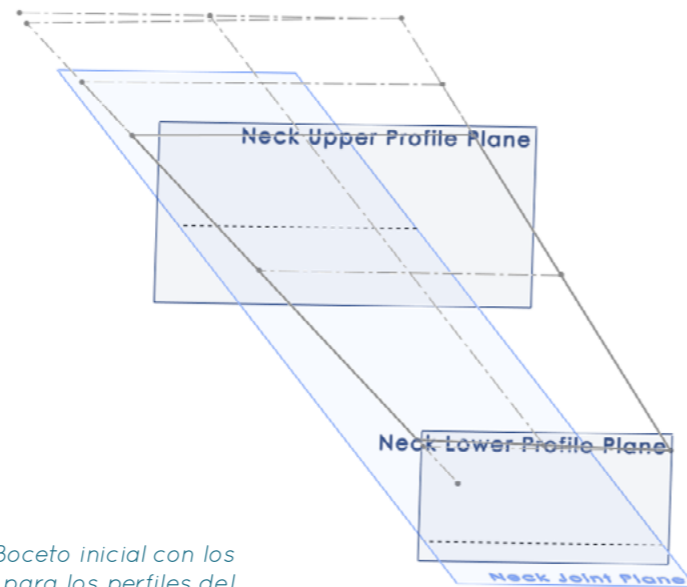 Neck Upper Profile Plane
Neck Lower Profile Plane
Boceto inicial con los
para los perfiles del
Neck Joint Plane